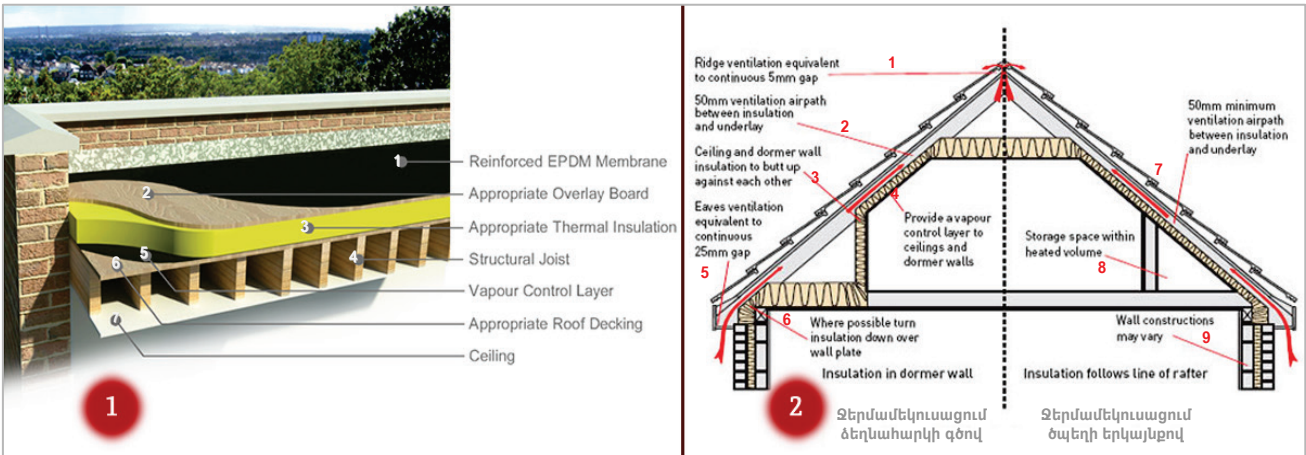 1
Reinforced EPDM Membrane
2
Appropriate Overlay Board
3
Appropriate Thermal Insulation
4
Structural Joist
5
Vapour Control Layer
6
Appropriate Roof Decking
Ceiling
1
Ridge ventilation equivalent
to continuous 5mm gap
1
50mm ventilation airpath
between insulation
and underlay
2
Ceiling and dormer wall
insulation to butt up
against each other
3
Eaves ventilation
equivalent to
continuous
25mm gap
5
4
Provide a vapour
control layer to
ceilings and
dormer walls
6
Where possible turn
insulation down over
wall plate
Insulation in dormer wall
50mm minimum
ventilation airpath
between insulation
and underlay
7
Storage space within
heated volume
8
Wall constructions
may vary
9
Insulation follows line of rafter
2
Ջերմամեկուսացում
ձեղնահարկի գծով
Ջերմամեկուսացում
ծպեղի երկայնքով